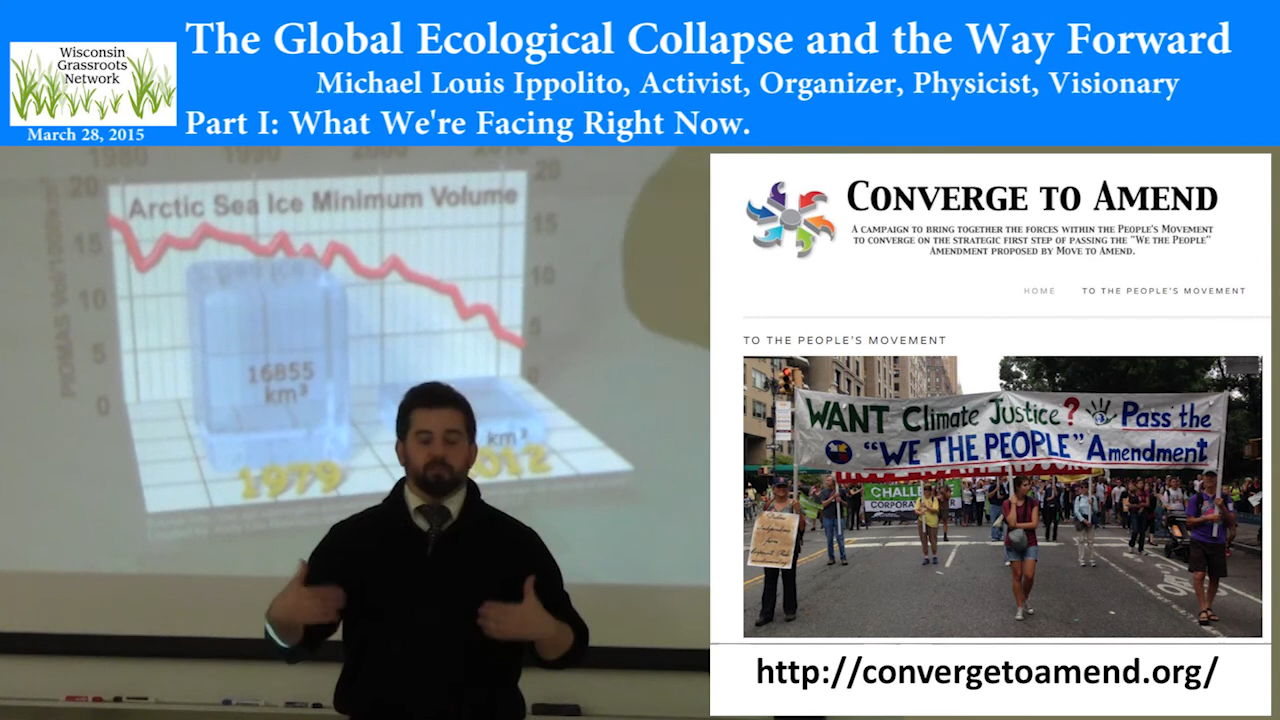 The Global Ecological Collapse and the Way Forward
Wisconsin
Grassroots
Network
Michael Louis Ippolito, Activist, Organizer, Physicist, Visionary
March 28, 2015
Part I: What We're Facing Right Now.
1980 1990 2000 2010
20 20
Arctic Sea Ice Minimum Volume
15 15
10 10
5 5
0 0
16855
km³
km³
1979 2012
CONVERGE TO AMEND
A CAMPAIGN TO BRING TOGETHER THE FORCES WITHIN THE PEOPLE'S MOVEMENT
TO CONVERGE ON THE STRATEGIC FIRST STEP OF PASSING THE "WE THE PEOPLE"
AMENDMENT PROPOSED BY MOVE TO AMEND.
HOME TO THE PEOPLE'S MOVEMENT
TO THE PEOPLE'S MOVEMENT
WANT Climate Justice? Pass the
"WE THE PEOPLE" Amendment
http://convergetoamend.org/